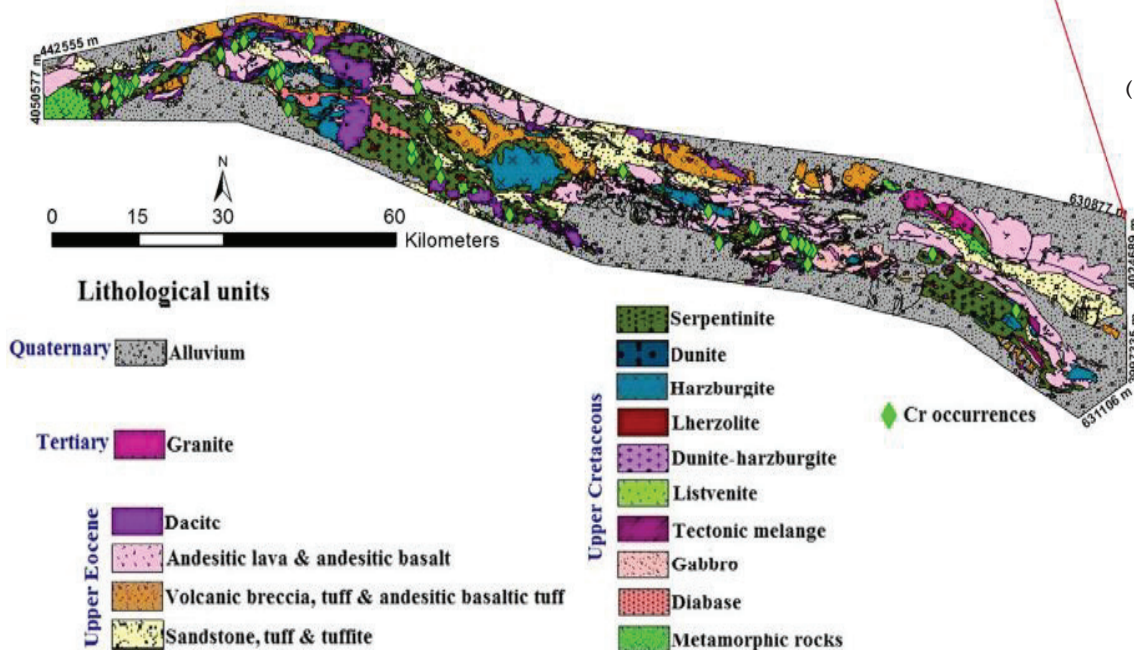 442555 m
4050577 m
N
0 15 30 60
Kilometers
630877 m
4024689 m
631106 m
(
Lithological units
Quaternary
Alluvium
Tertiary
Granite
Upper Eocene
Dacite
Andesitic lava & andesitic basalt
Volcanic breccia, tuff & andesitic basaltic tuff
Sandstone, tuff & tuffite
Upper Cretaceous
Serpentinite
Dunite
Harzburgite
Lherzolite
Dunite-harzburgite
Listvenite
Tectonic melange
Gabbro
Diabase
Metamorphic rocks
Cr occurrences